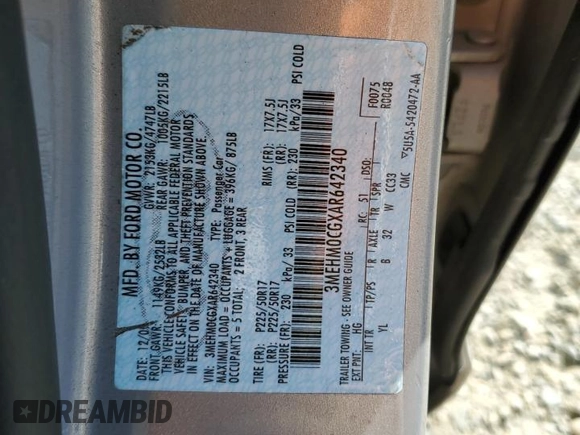 MFD. BY FORD MOTOR CO.
DATE: 12/09
GVWR: 2153KG/4747LB
FRONT GAWR: 1149KG/2532LB
REAR GAWR: 1005KG/2215LB
THIS VEHICLE CONFORMS TO ALL APPLICABLE FEDERAL MOTOR
VEHICLE SAFETY, BUMPER, AND THEFT PREVENTION STANDARDS
IN EFFECT ON THE DATE OF MANUFACTURE SHOWN ABOVE.
VIN: 3MEHM0CGXAR642340
TYPE: Passenger Car
MAXIMUM LOAD = OCCUPANTS + LUGGAGE = 396KG/ 875LB
OCCUPANTS = 5 TOTAL: 2 FRONT, 3 REAR
TIRE (FR): P225/50R17 RIMS (FR): 17X7.5J
(RR): P225/50R17 (RR): 17X7.5J
PRESSURE (FR): 230 kPa/ 33 PSI COLD (RR): 230 kPa/33 PSI COLD
3MEHM0CGXAR642340
TRAILER TOWING - SEE OWNER GUIDE
RC: 51 DSO:
F0075
R0048
EXT PNT: HG
INT TR TP/PS R AXLE TR SPR
YL B 32 W CC33
CMC
▽5U5A-5420472-AA
DREAMBID